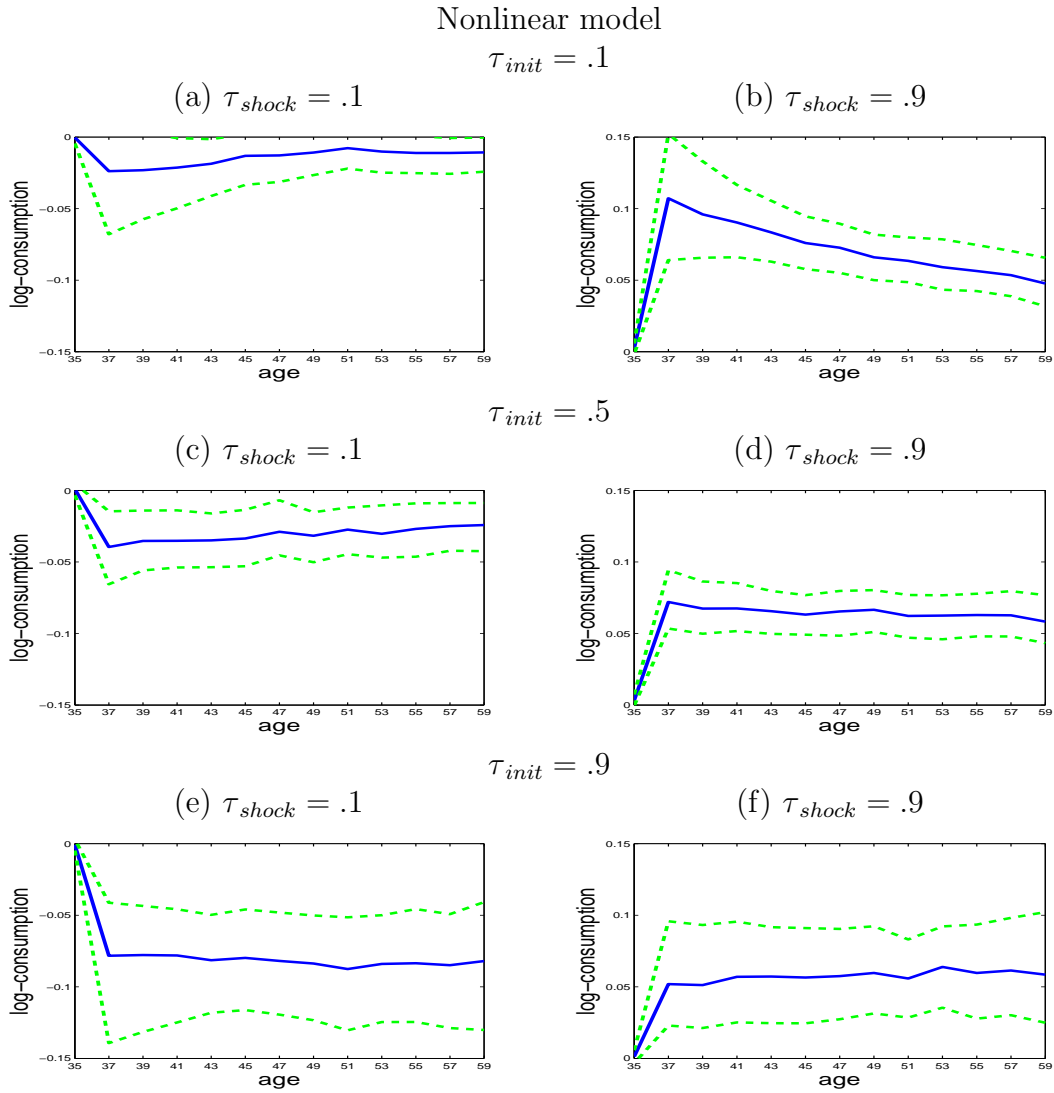 Nonlinear model
τ_init = .1
(a) τ_shock = .1
(b) τ_shock = .9
log−consumption
0
−0.05
−0.1
−0.15
35 37 39 41 43 45 47 49 51 53 55 57 59
age
log−consumption
0.15
0.1
0.05
0
35 37 39 41 43 45 47 49 51 53 55 57 59
age
τ_init = .5
(c) τ_shock = .1
(d) τ_shock = .9
log−consumption
0
−0.05
−0.1
−0.15
35 37 39 41 43 45 47 49 51 53 55 57 59
age
log−consumption
0.15
0.1
0.05
0
35 37 39 41 43 45 47 49 51 53 55 57 59
age
τ_init = .9
(e) τ_shock = .1
(f) τ_shock = .9
log−consumption
0
−0.05
−0.1
−0.15
35 37 39 41 43 45 47 49 51 53 55 57 59
age
log−consumption
0.15
0.1
0.05
0
35 37 39 41 43 45 47 49 51 53 55 57 59
age